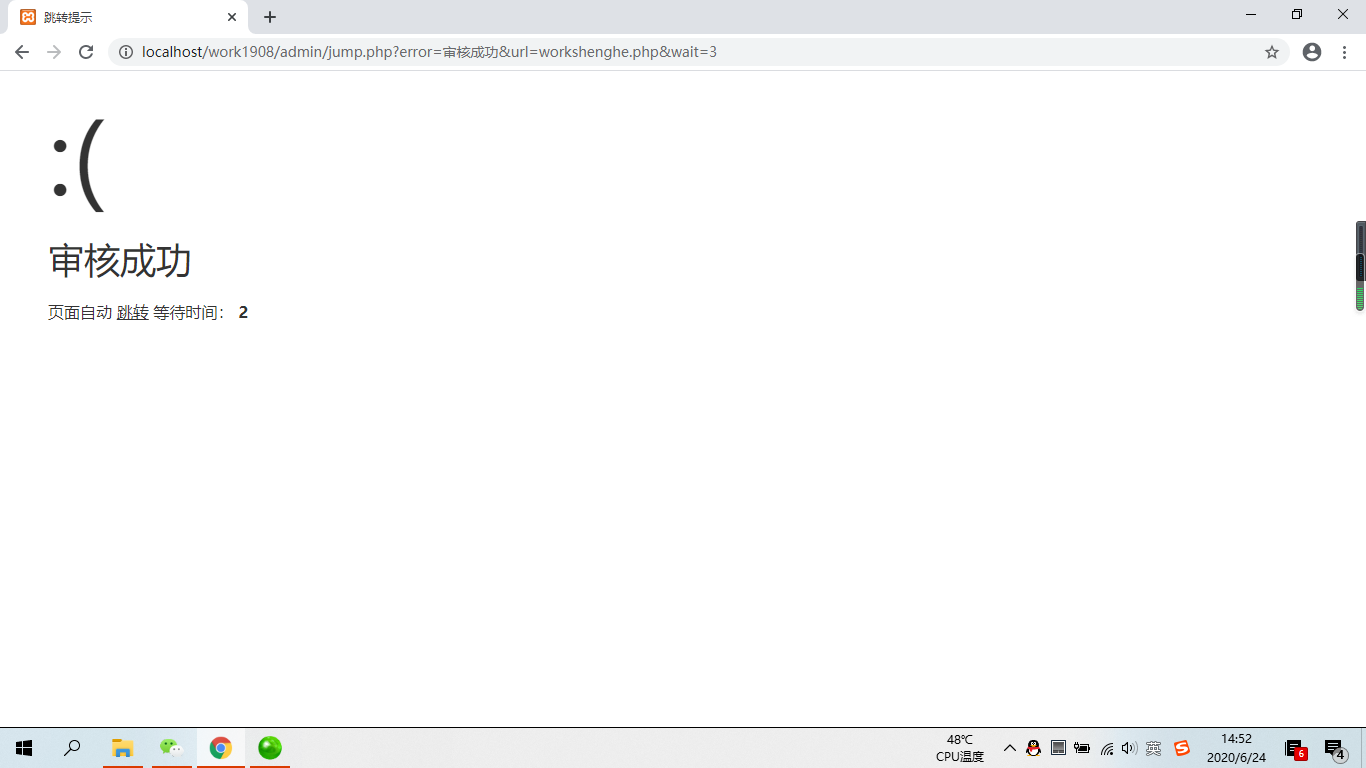 跳转提示
localhost/work1908/admin/jump.php?error=审核成功&url=workshenghe.php&wait=3
:(
审核成功
页面自动 跳转 等待时间： 2
48℃
CPU温度
英
14:52
2020/6/24
6
4